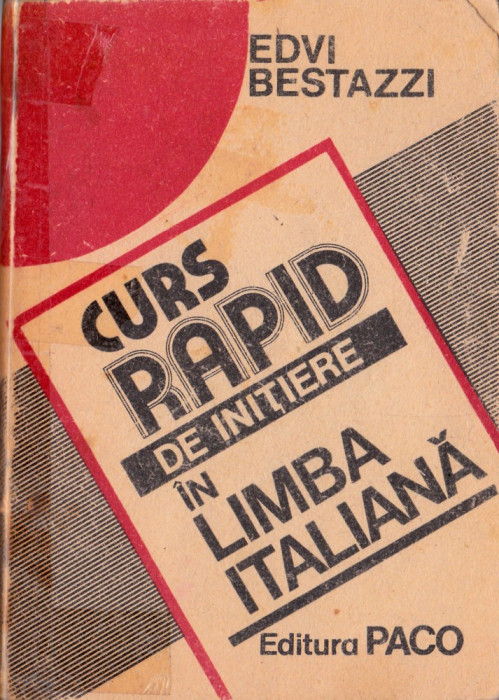 EDVI
BESTAZZI
CURS
RAPID
DE INIȚIERE
ÎN
LIMBA
ITALIANĂ
Editura PACO